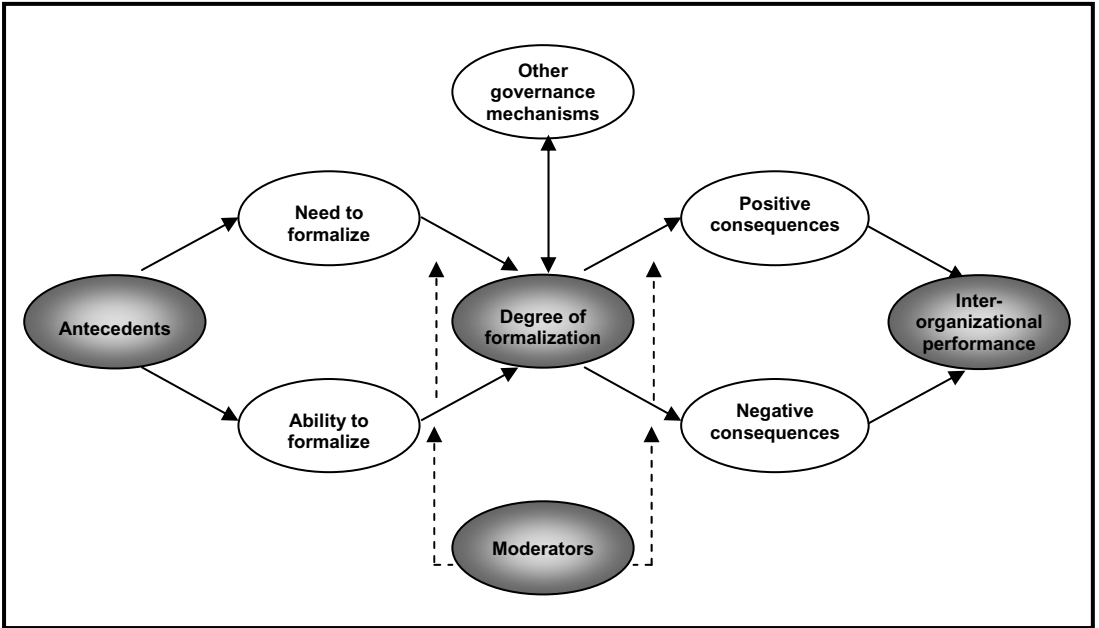 Other
governance
mechanisms
Need to
formalize
Positive
consequences
Antecedents
Degree of
formalization
Inter-
organizational
performance
Ability to
formalize
Negative
consequences
Moderators